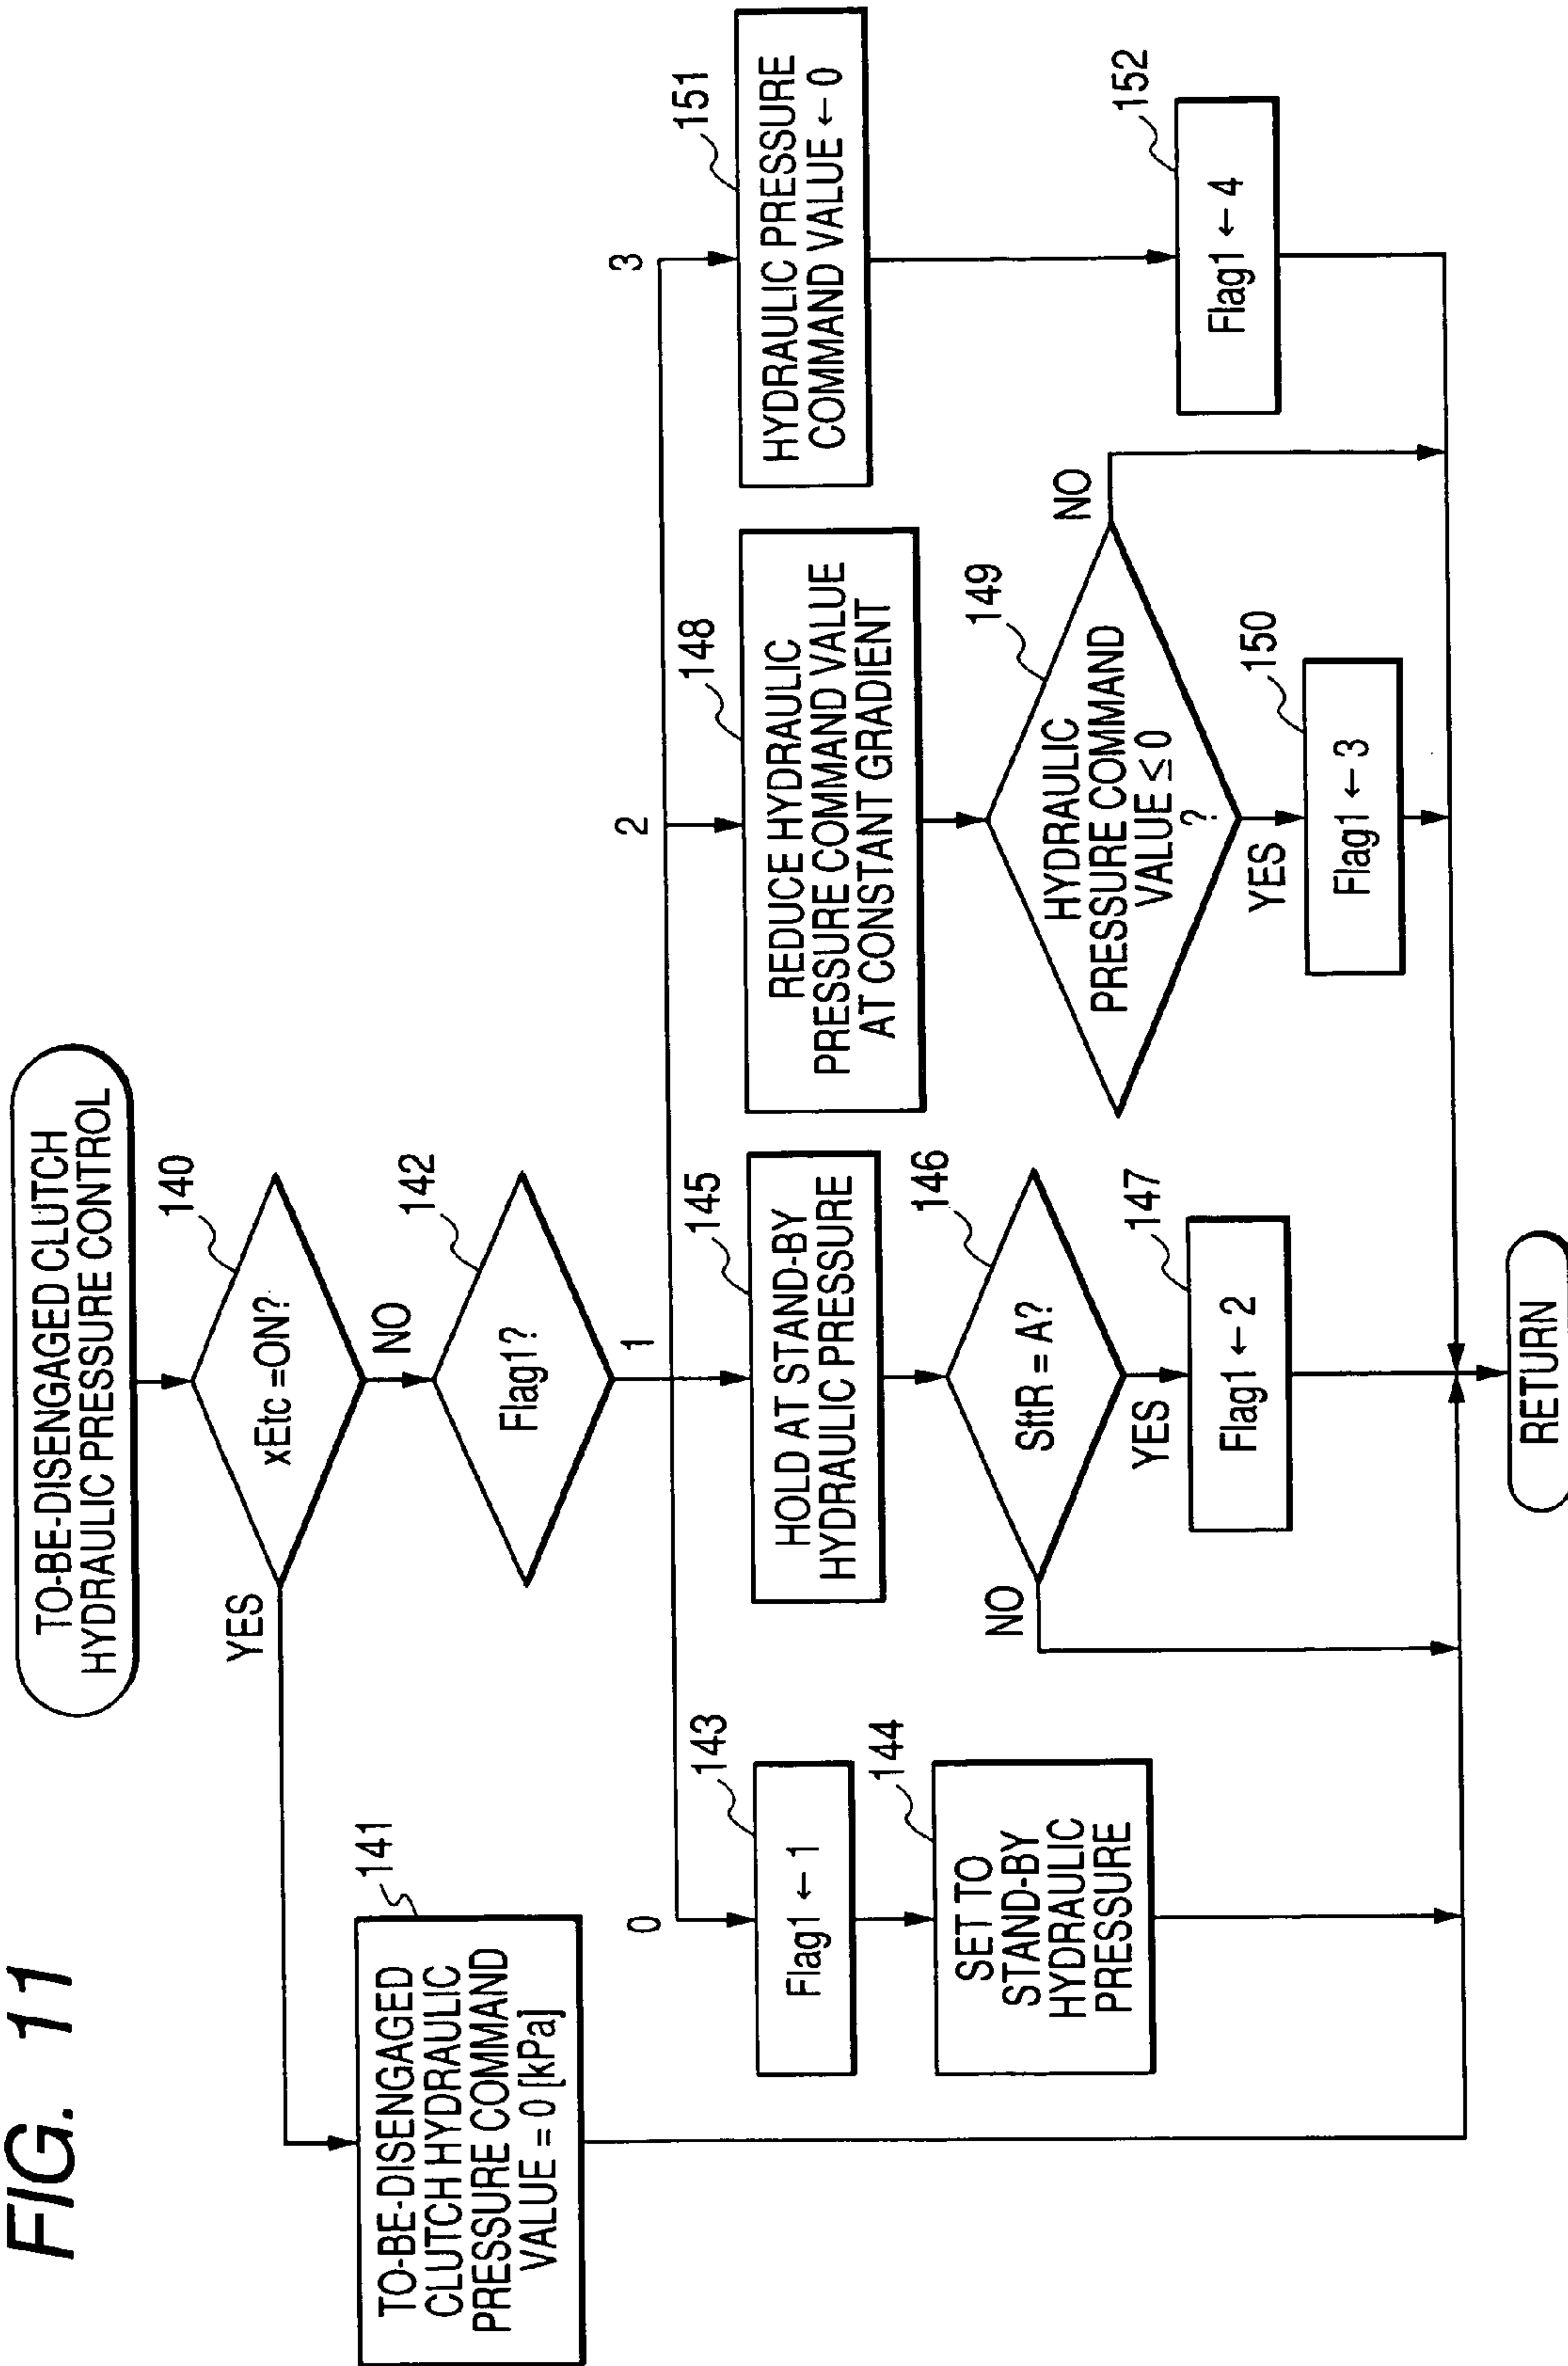 FIG. 11
TO-BE-DISENGAGED CLUTCH
HYDRAULIC PRESSURE CONTROL
140
xEtc =ON?
YES
NO
141
TO-BE-DISENGAGED
CLUTCH HYDRAULIC
PRESSURE COMMAND
VALUE = 0 [kPa]
142
Flag1?
0
1
2
3
143
Flag1 ← 1
144
SET TO
STAND-BY
HYDRAULIC
PRESSURE
145
HOLD AT STAND-BY
HYDRAULIC PRESSURE
146
SftR = A?
NO
YES
147
Flag1 ← 2
148
REDUCE HYDRAULIC
PRESSURE COMMAND VALUE
AT CONSTANT GRADIENT
149
HYDRAULIC
PRESSURE COMMAND
VALUE ≤ 0
?
NO
YES
150
Flag1 ← 3
151
HYDRAULIC PRESSURE
COMMAND VALUE ← 0
152
Flag1 ← 4
RETURN